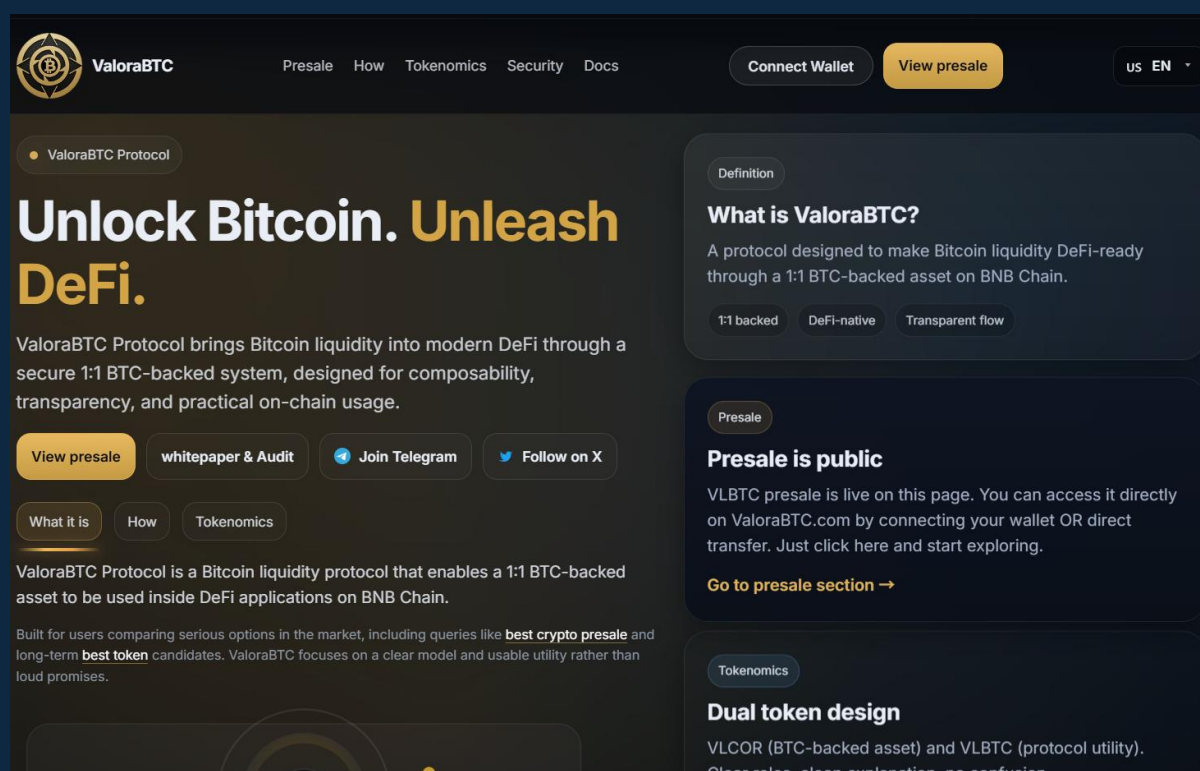 ValoraBTC
Presale How Tokenomics Security Docs
Connect Wallet
View presale
US EN
ValoraBTC Protocol
Unlock Bitcoin. Unleash
DeFi.
ValoraBTC Protocol brings Bitcoin liquidity into modern DeFi through a
secure 1:1 BTC-backed system, designed for composability,
transparency, and practical on-chain usage.
View presale
whitepaper & Audit
Join Telegram
Follow on X
What it is
How
Tokenomics
ValoraBTC Protocol is a Bitcoin liquidity protocol that enables a 1:1 BTC-backed
asset to be used inside DeFi applications on BNB Chain.
Built for users comparing serious options in the market, including queries like best crypto presale and
long-term best token candidates. ValoraBTC focuses on a clear model and usable utility rather than
loud promises.
Definition
What is ValoraBTC?
A protocol designed to make Bitcoin liquidity DeFi-ready
through a 1:1 BTC-backed asset on BNB Chain.
1:1 backed
DeFi-native
Transparent flow
Presale
Presale is public
VLBTC presale is live on this page. You can access it directly
on ValoraBTC.com by connecting your wallet OR direct
transfer. Just click here and start exploring.
Go to presale section →
Tokenomics
Dual token design
VLCOR (BTC-backed asset) and VLBTC (protocol utility).